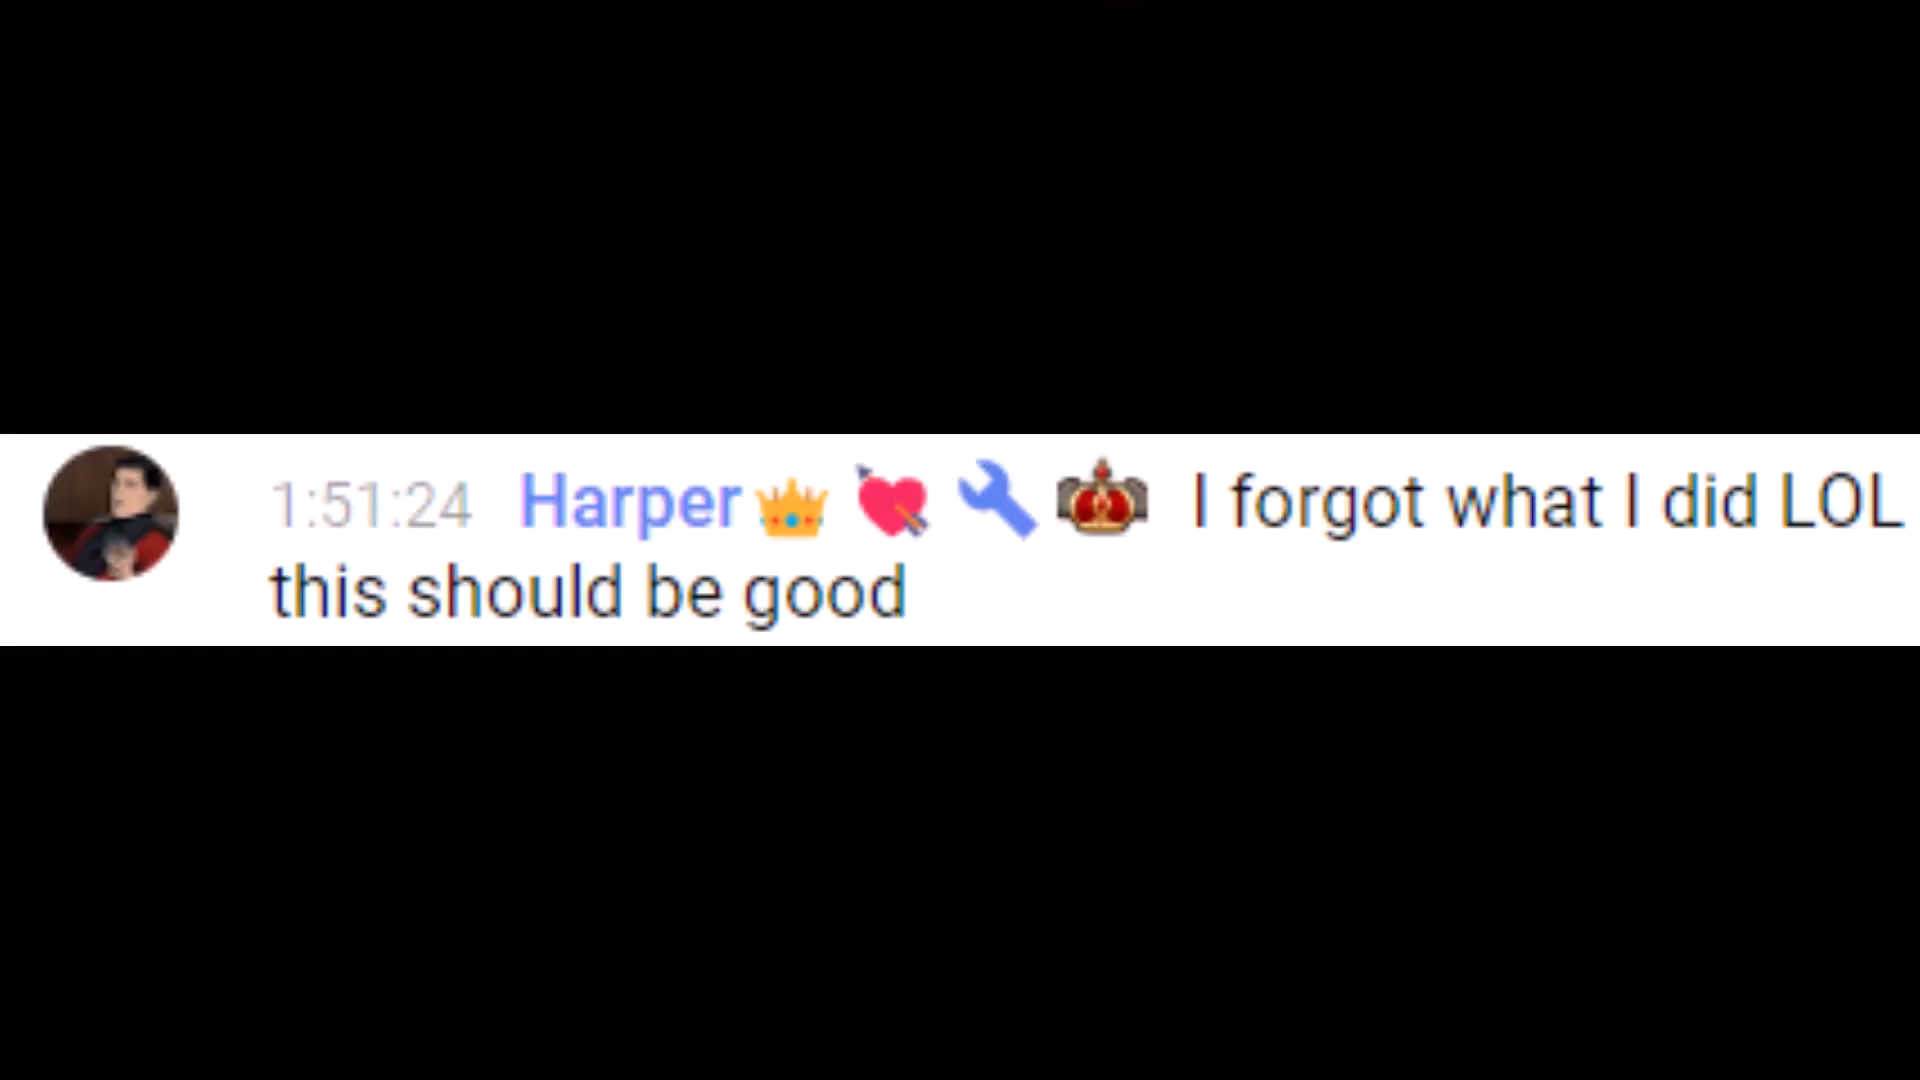 1:51:24 Harper👑 💘 I forgot what I did LOL
this should be good